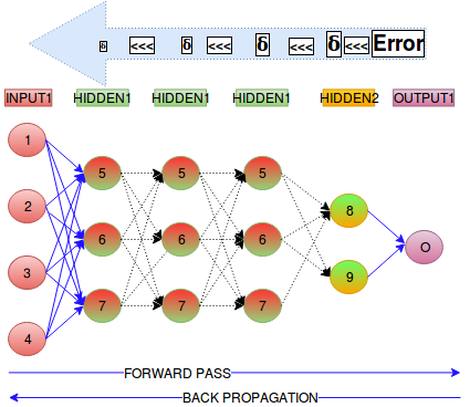 δ <<< δ <<< δ <<< δ <<< Error
INPUT1 HIDDEN1 HIDDEN1 HIDDEN1 HIDDEN2 OUTPUT1
1
5 5 5
2
8
6 6 6
O
3
9
7 7 7
4
FORWARD PASS
BACK PROPAGATION